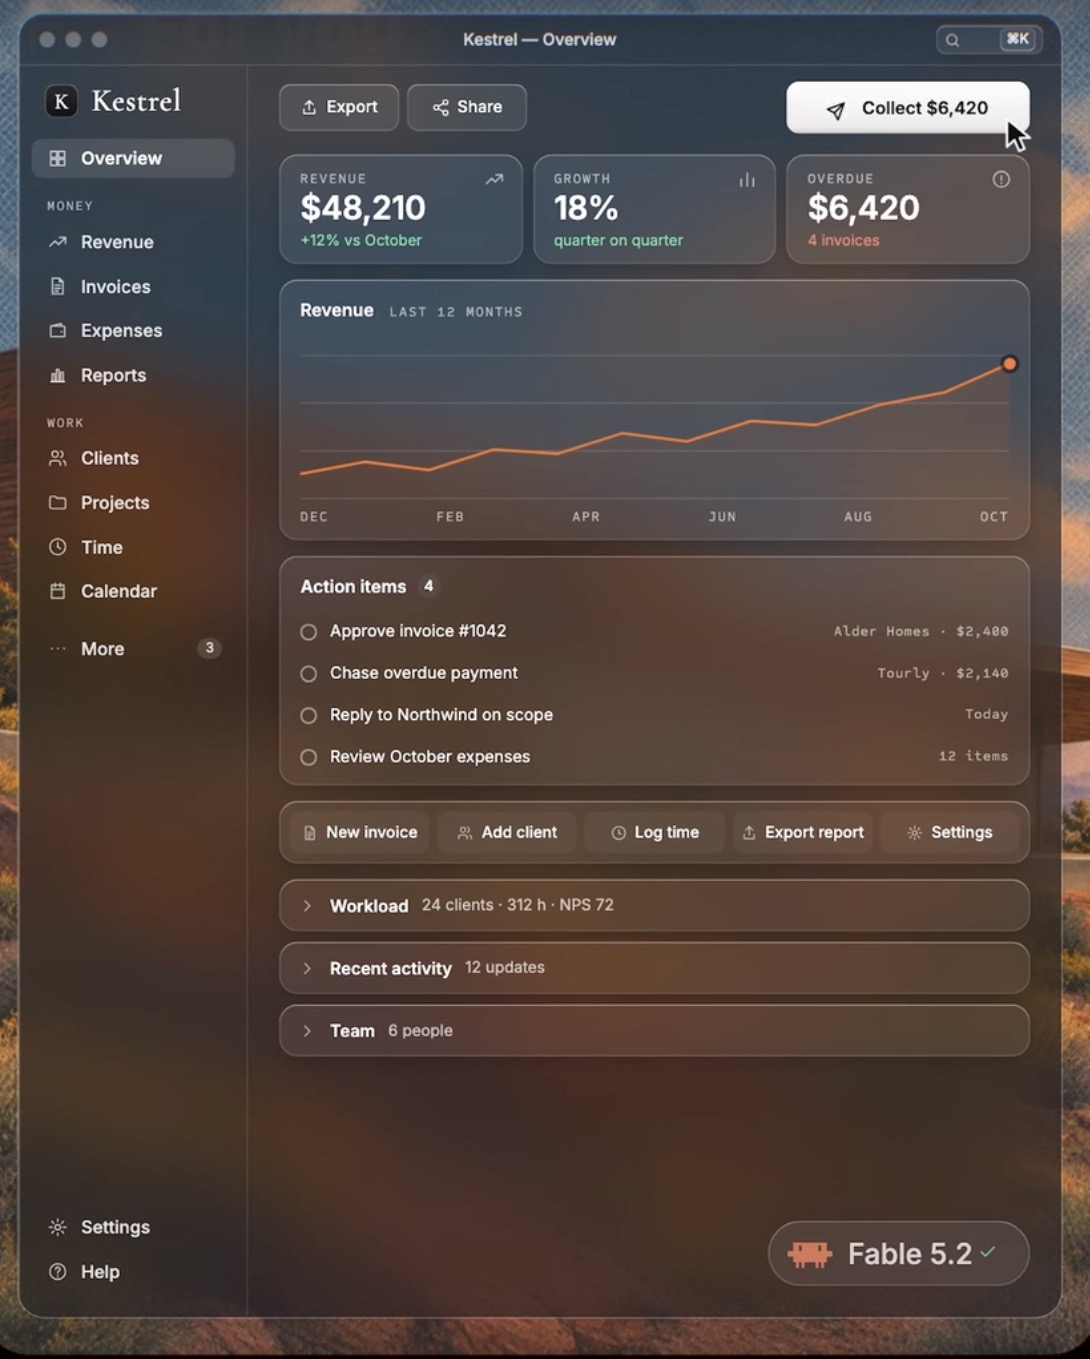 Kestrel — Overview
⌘K
K Kestrel
Overview
MONEY
Revenue
Invoices
Expenses
Reports
WORK
Clients
Projects
Time
Calendar
More 3
Settings
Help
Export
Share
Collect $6,420
REVENUE
$48,210
+12% vs October
GROWTH
18%
quarter on quarter
OVERDUE
$6,420
4 invoices
Revenue LAST 12 MONTHS
DEC FEB APR JUN AUG OCT
Action items 4
Approve invoice #1042 Alder Homes · $2,400
Chase overdue payment Tourly · $2,140
Reply to Northwind on scope Today
Review October expenses 12 items
New invoice Add client Log time Export report Settings
Workload 24 clients · 312 h · NPS 72
Recent activity 12 updates
Team 6 people
Fable 5.2